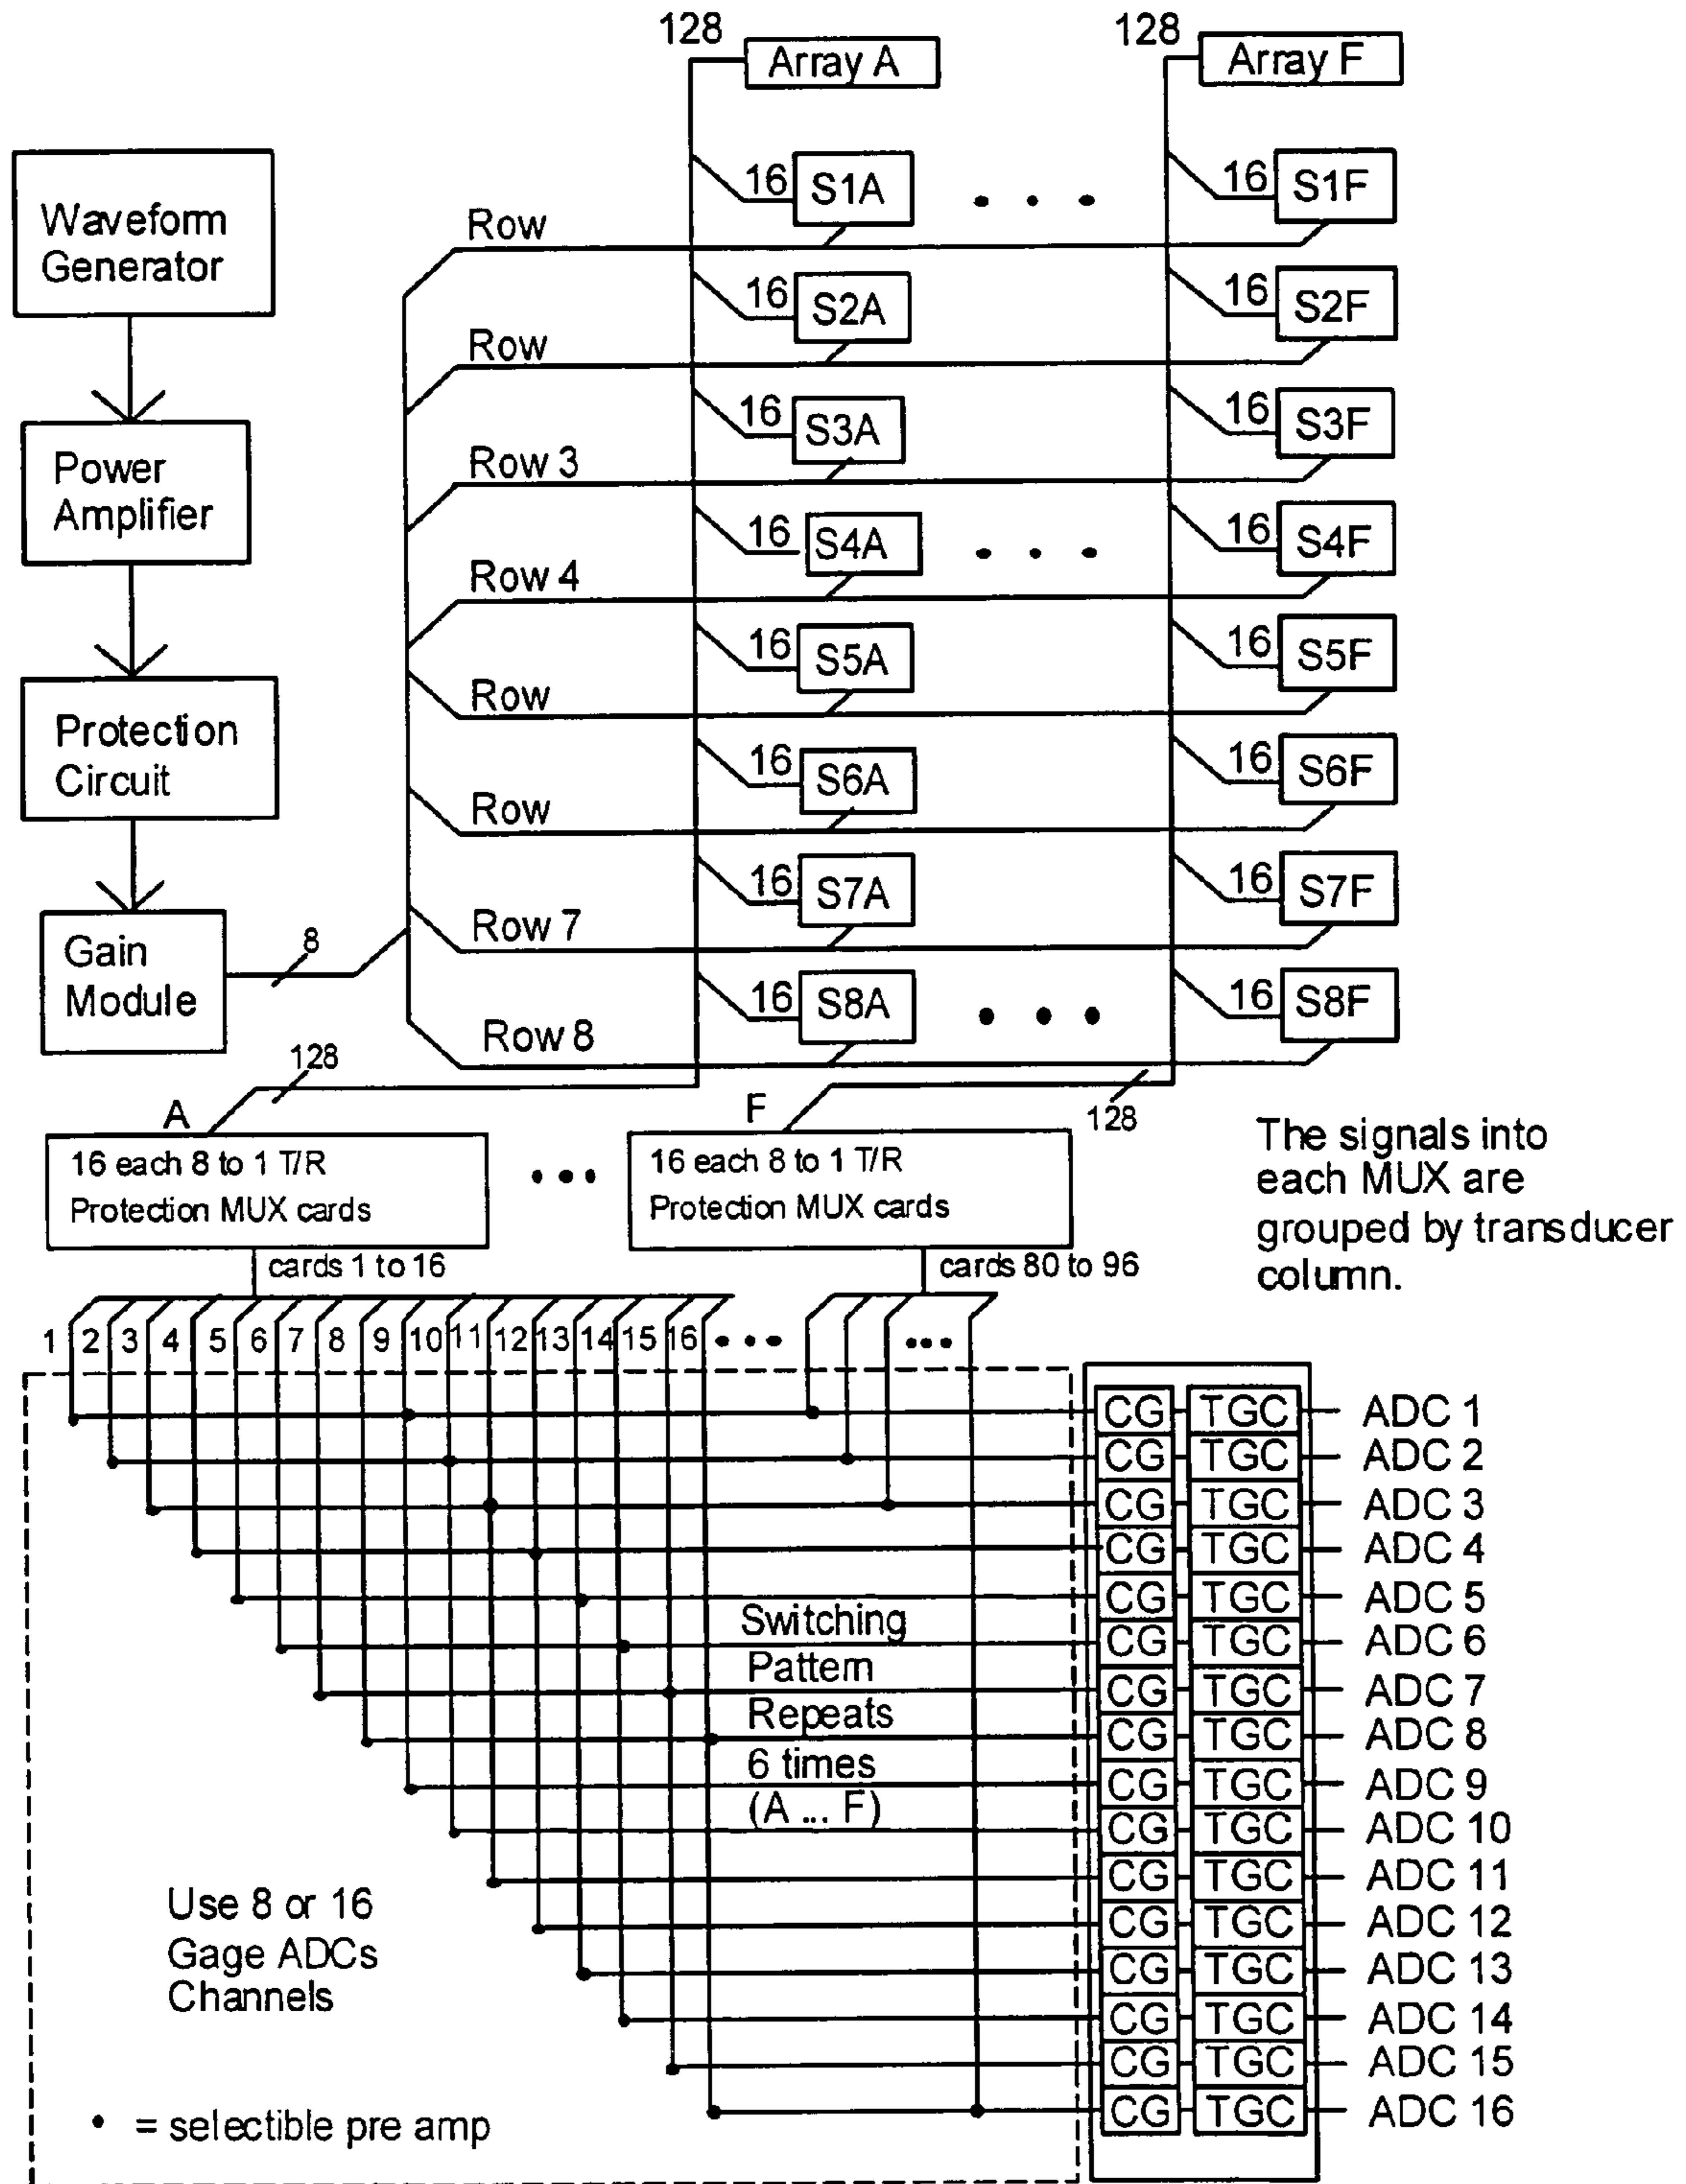 128
Array A
128
Array F
Waveform
Generator
Power
Amplifier
Protection
Circuit
Gain
Module
8
Row
16
S1A
16
S1F
Row
16
S2A
16
S2F
Row 3
16
S3A
16
S3F
Row 4
16
S4A
16
S4F
Row
16
S5A
16
S5F
Row
16
S6A
16
S6F
Row 7
16
S7A
16
S7F
Row 8
16
S8A
16
S8F
128
A
16 each 8 to 1 T/R
Protection MUX cards
cards 1 to 16
F
128
16 each 8 to 1 T/R
Protection MUX cards
cards 80 to 96
The signals into
each MUX are
grouped by transducer
column.
1 2 3 4 5 6 7 8 9 10 11 12 13 14 15 16 ... ...
CG TGC ADC 1
CG TGC ADC 2
CG TGC ADC 3
CG TGC ADC 4
CG TGC ADC 5
CG TGC ADC 6
CG TGC ADC 7
CG TGC ADC 8
CG TGC ADC 9
CG TGC ADC 10
CG TGC ADC 11
CG TGC ADC 12
CG TGC ADC 13
CG TGC ADC 14
CG TGC ADC 15
CG TGC ADC 16
Switching
Pattern
Repeats
6 times
(A ... F)
Use 8 or 16
Gage ADCs
Channels
• = selectible pre amp